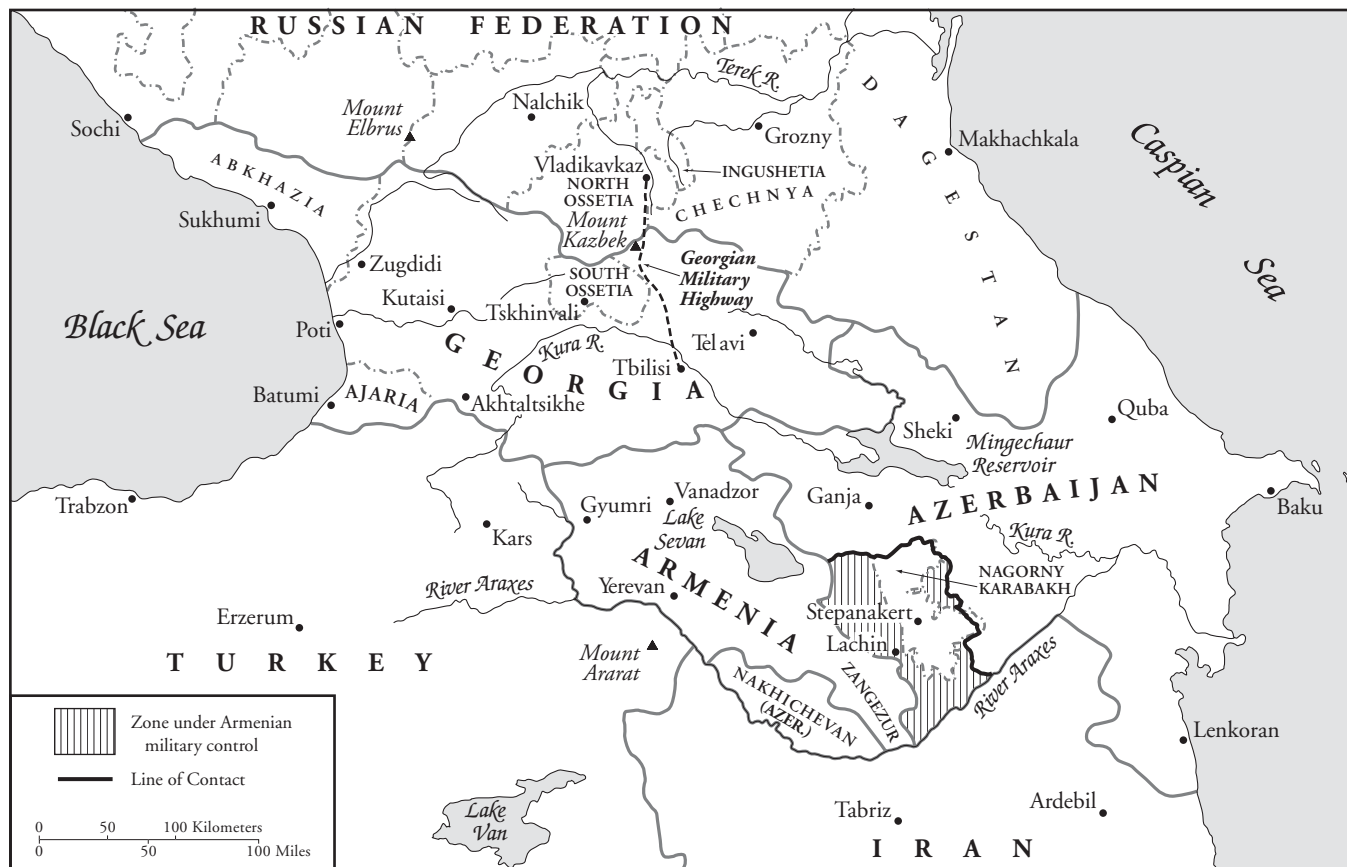 RUSSIAN FEDERATION
Terek R.
Mount
Elbrus
Nalchik
Sochi
Grozny
DAGESTAN
Makhachkala
Caspian
Sea
ABKHAZIA
Vladikavkaz
NORTH
OSSETIA
INGUSHETIA
CHECHNYA
Sukhumi
Mount
Kazbek
Georgian
Military
Highway
Zugdidi
SOUTH
OSSETIA
Kutaisi
Tskhinvali
Black Sea
Poti
GEORGIA
Kura R.
Tbilisi
Telavi
Batumi
AJARIA
Akhtaltsikhe
Sheki
Quba
Mingechaur
Reservoir
Trabzon
Gyumri
Vanadzor
Ganja
AZERBAIJAN
Baku
Kars
Lake
Sevan
Kura R.
ARMENIA
NAGORNY
KARABAKH
River Araxes
Yerevan
Stepanakert
Erzerum
Lachin
TURKEY
Mount
Ararat
ZANGEZUR
River Araxes
NAKHICHEVAN
(AZER.)
Lenkoran
Zone under Armenian
military control
Line of Contact
0 50 100 Kilometers
0 50 100 Miles
Lake
Van
Tabriz
Ardebil
IRAN